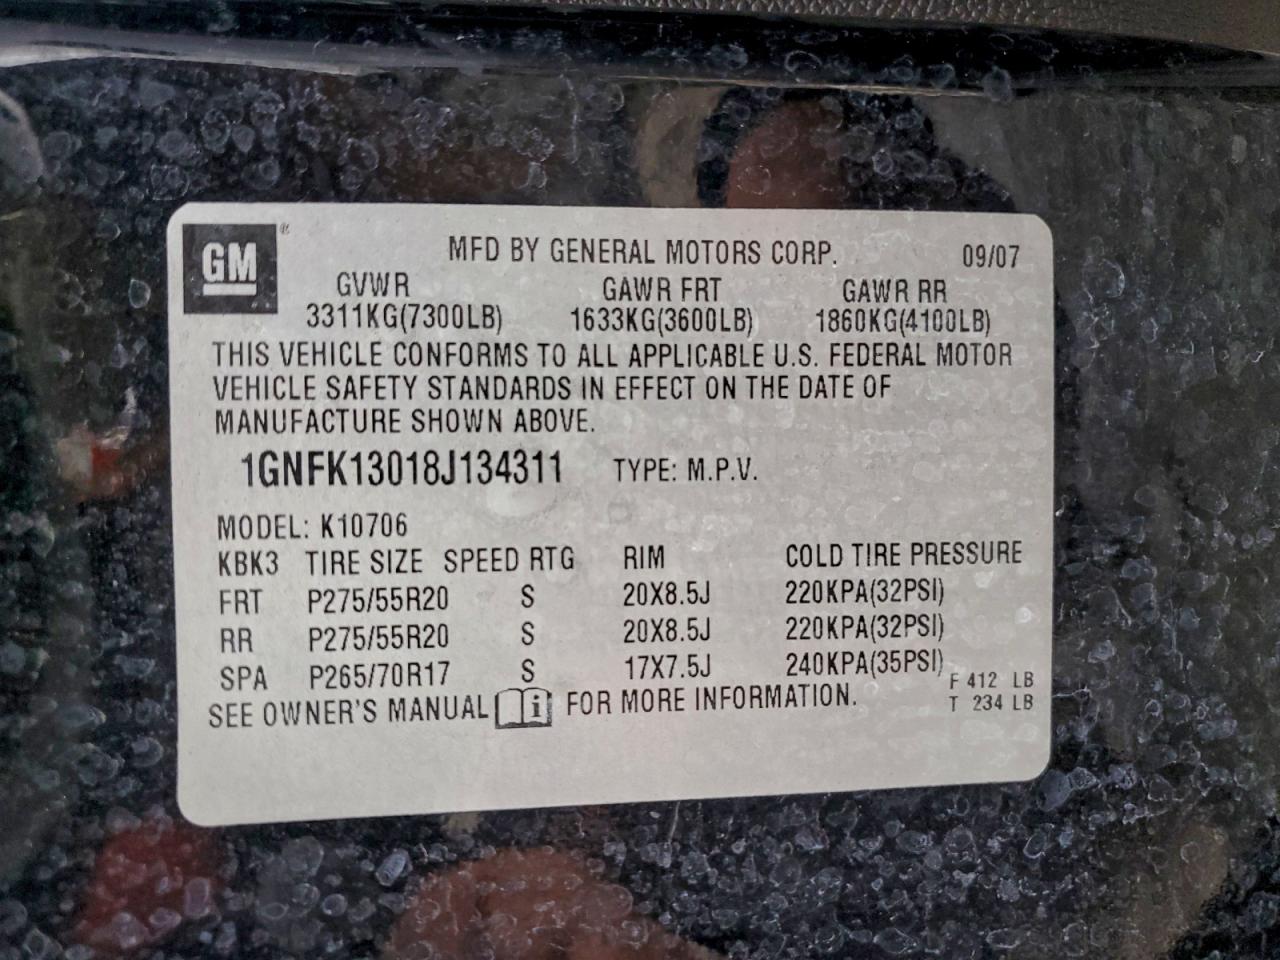 GM ®
MFD BY GENERAL MOTORS CORP. 09/07
GVWR GAWR FRT GAWR RR
3311KG(7300LB) 1633KG(3600LB) 1860KG(4100LB)
THIS VEHICLE CONFORMS TO ALL APPLICABLE U.S. FEDERAL MOTOR
VEHICLE SAFETY STANDARDS IN EFFECT ON THE DATE OF
MANUFACTURE SHOWN ABOVE.
1GNFK13018J134311 TYPE: M.P.V.
MODEL: K10706
KBK3 TIRE SIZE SPEED RTG RIM COLD TIRE PRESSURE
FRT P275/55R20 S 20X8.5J 220KPA(32PSI)
RR P275/55R20 S 20X8.5J 220KPA(32PSI)
SPA P265/70R17 S 17X7.5J 240KPA(35PSI)
F 412 LB
SEE OWNER'S MANUAL i FOR MORE INFORMATION. T 234 LB